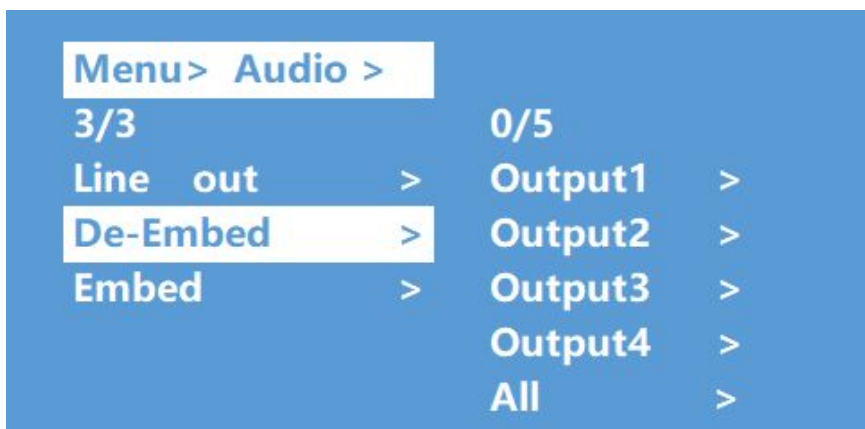 Menu> Audio >
3/3 0/5
Line out > Output1 >
De-Embed > Output2 >
Embed > Output3 >
Output4 >
All >